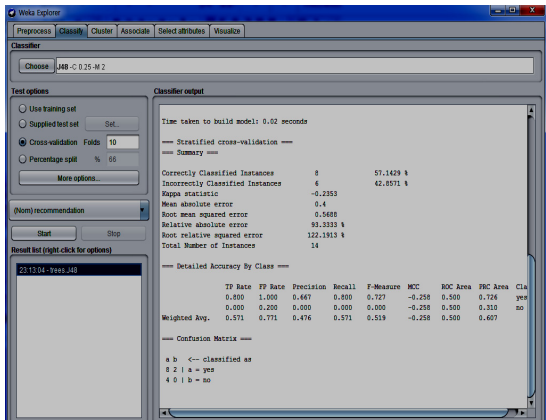 Weka Explorer
Preprocess Classify Cluster Associate Select attributes Visualize
Classifier
Choose J48 -C 0.25 -M 2
Test options
Use training set
Supplied test set Set...
Cross-validation Folds 10
Percentage split % 66
More options...
(Nom) recommendation
Start Stop
Result list (right-click for options)
23:13:04 - trees.J48
Classifier output
Time taken to build model: 0.02 seconds
=== Stratified cross-validation ===
=== Summary ===
Correctly Classified Instances 8 57.1429 %
Incorrectly Classified Instances 6 42.8571 %
Kappa statistic -0.2353
Mean absolute error 0.4
Root mean squared error 0.5688
Relative absolute error 93.3333 %
Root relative squared error 122.1913 %
Total Number of Instances 14
=== Detailed Accuracy By Class ===
TP Rate FP Rate Precision Recall F-Measure MCC ROC Area PRC Area Cla
0.800 1.000 0.667 0.800 0.727 -0.258 0.500 0.726 yes
0.000 0.200 0.000 0.000 0.000 -0.258 0.500 0.310 no
Weighted Avg. 0.571 0.771 0.476 0.571 0.519 -0.258 0.500 0.607
=== Confusion Matrix ===
a b <-- classified as
8 2 | a = yes
4 0 | b = no